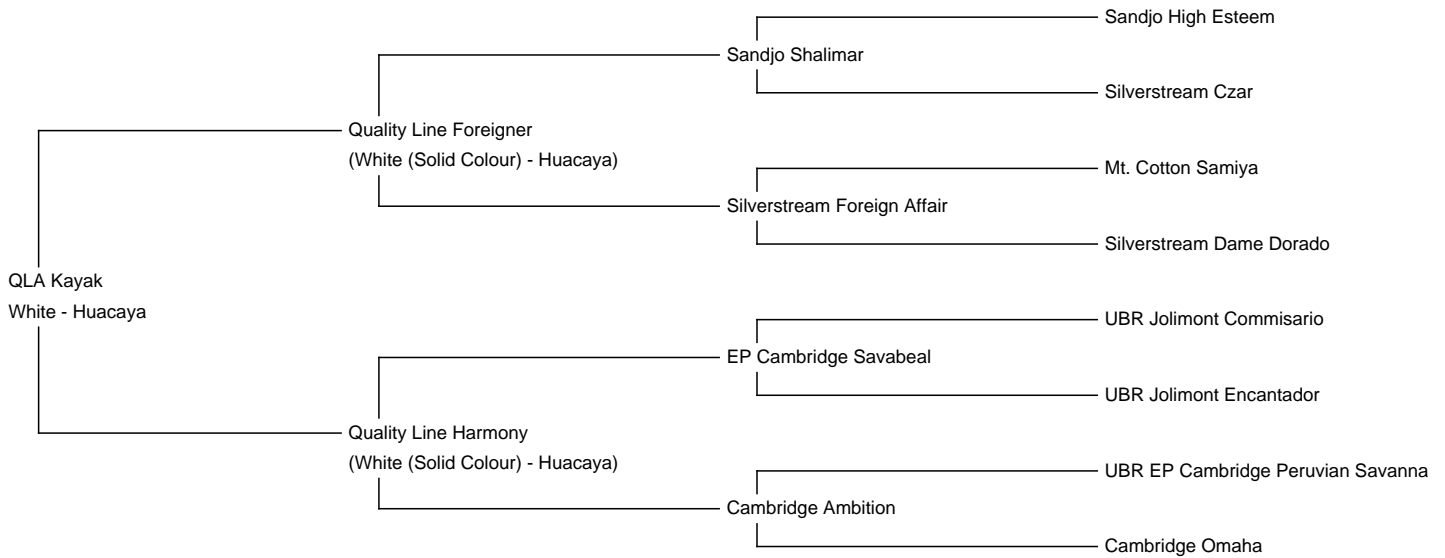 Sandjo High Esteem
Sandjo Shalimar
Silverstream Czar
Quality Line Foreigner
(White (Solid Colour) - Huacaya)
Mt. Cotton Samiya
Silverstream Foreign Affair
Silverstream Dame Dorado
QLA Kayak
White - Huacaya
UBR Jolimont Commisario
EP Cambridge Savabeal
UBR Jolimont Encantador
Quality Line Harmony
(White (Solid Colour) - Huacaya)
UBR EP Cambridge Peruvian Savanna
Cambridge Ambition
Cambridge Omaha